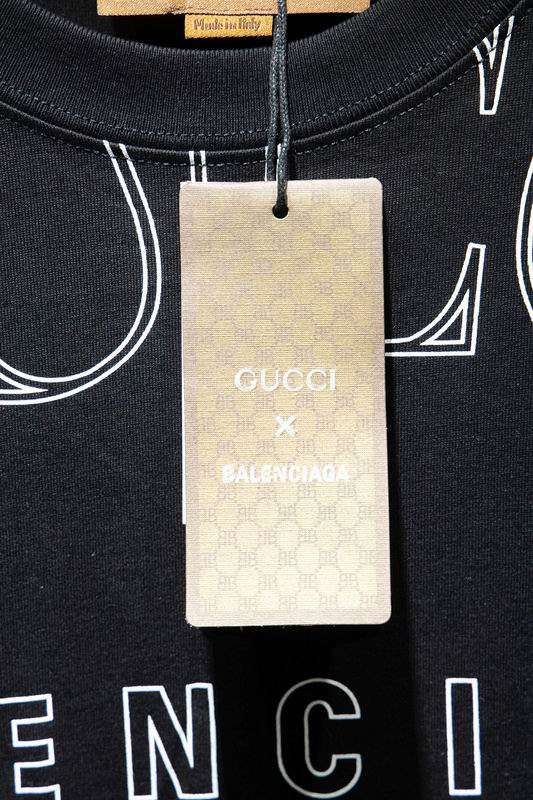 Made in Italy
GUCCI
X
BALENCIAGA
ENCI